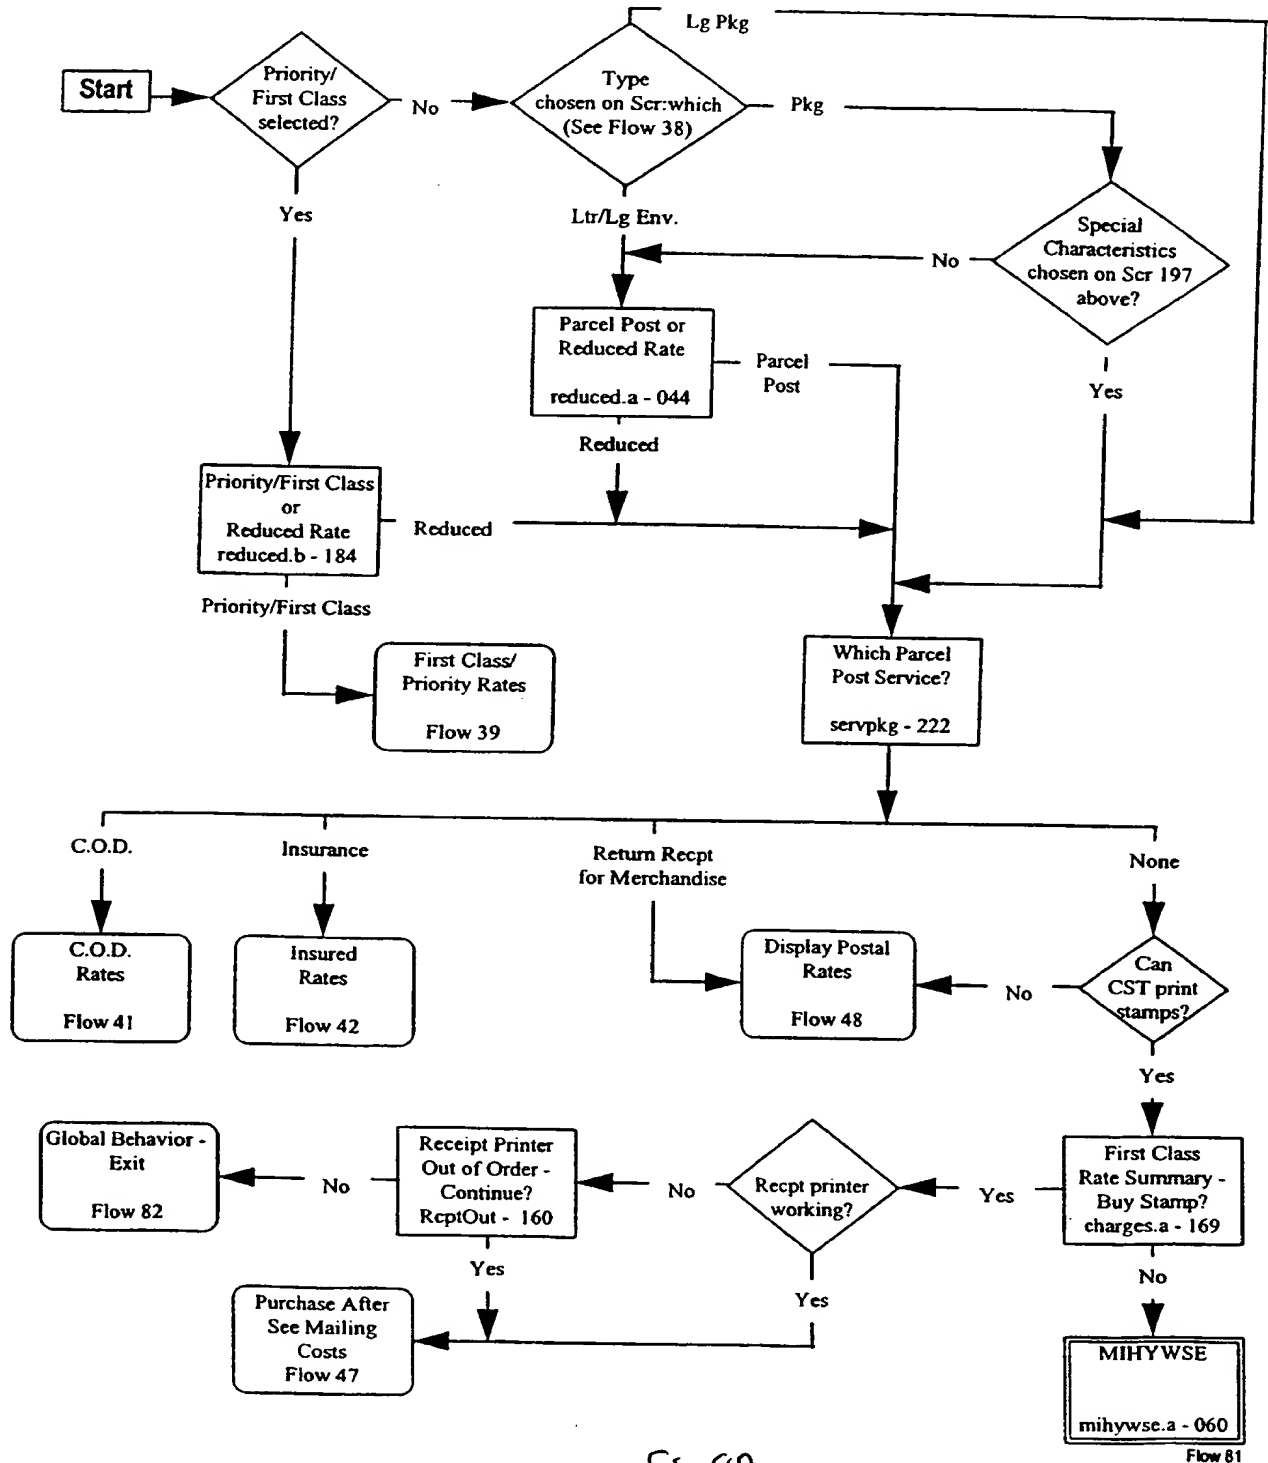 Lg Pkg
Start
Priority/
First Class
selected?
No
Type
chosen on Scr:which
(See Flow 38)
Pkg
Yes
Ltr/Lg Env.
Special
Characteristics
chosen on Scr 197
above?
No
Parcel Post or
Reduced Rate
reduced.a - 044
Parcel
Post
Yes
Reduced
Priority/First Class
or
Reduced Rate
reduced.b - 184
Reduced
Priority/First Class
First Class/
Priority Rates
Flow 39
Which Parcel
Post Service?
servpkg - 222
C.O.D.
Insurance
Return Recpt
for Merchandise
None
C.O.D.
Rates
Flow 41
Insured
Rates
Flow 42
Display Postal
Rates
Flow 48
No
Can
CST print
stamps?
Yes
Global Behavior -
Exit
Flow 82
No
Receipt Printer
Out of Order -
Continue?
RcptOut - 160
No
Recpt printer
working?
Yes
First Class
Rate Summary -
Buy Stamp?
charges.a - 169
Yes
Yes
No
Purchase After
See Mailing
Costs
Flow 47
MIHYWSE
mihywse.a - 060
Flow 81